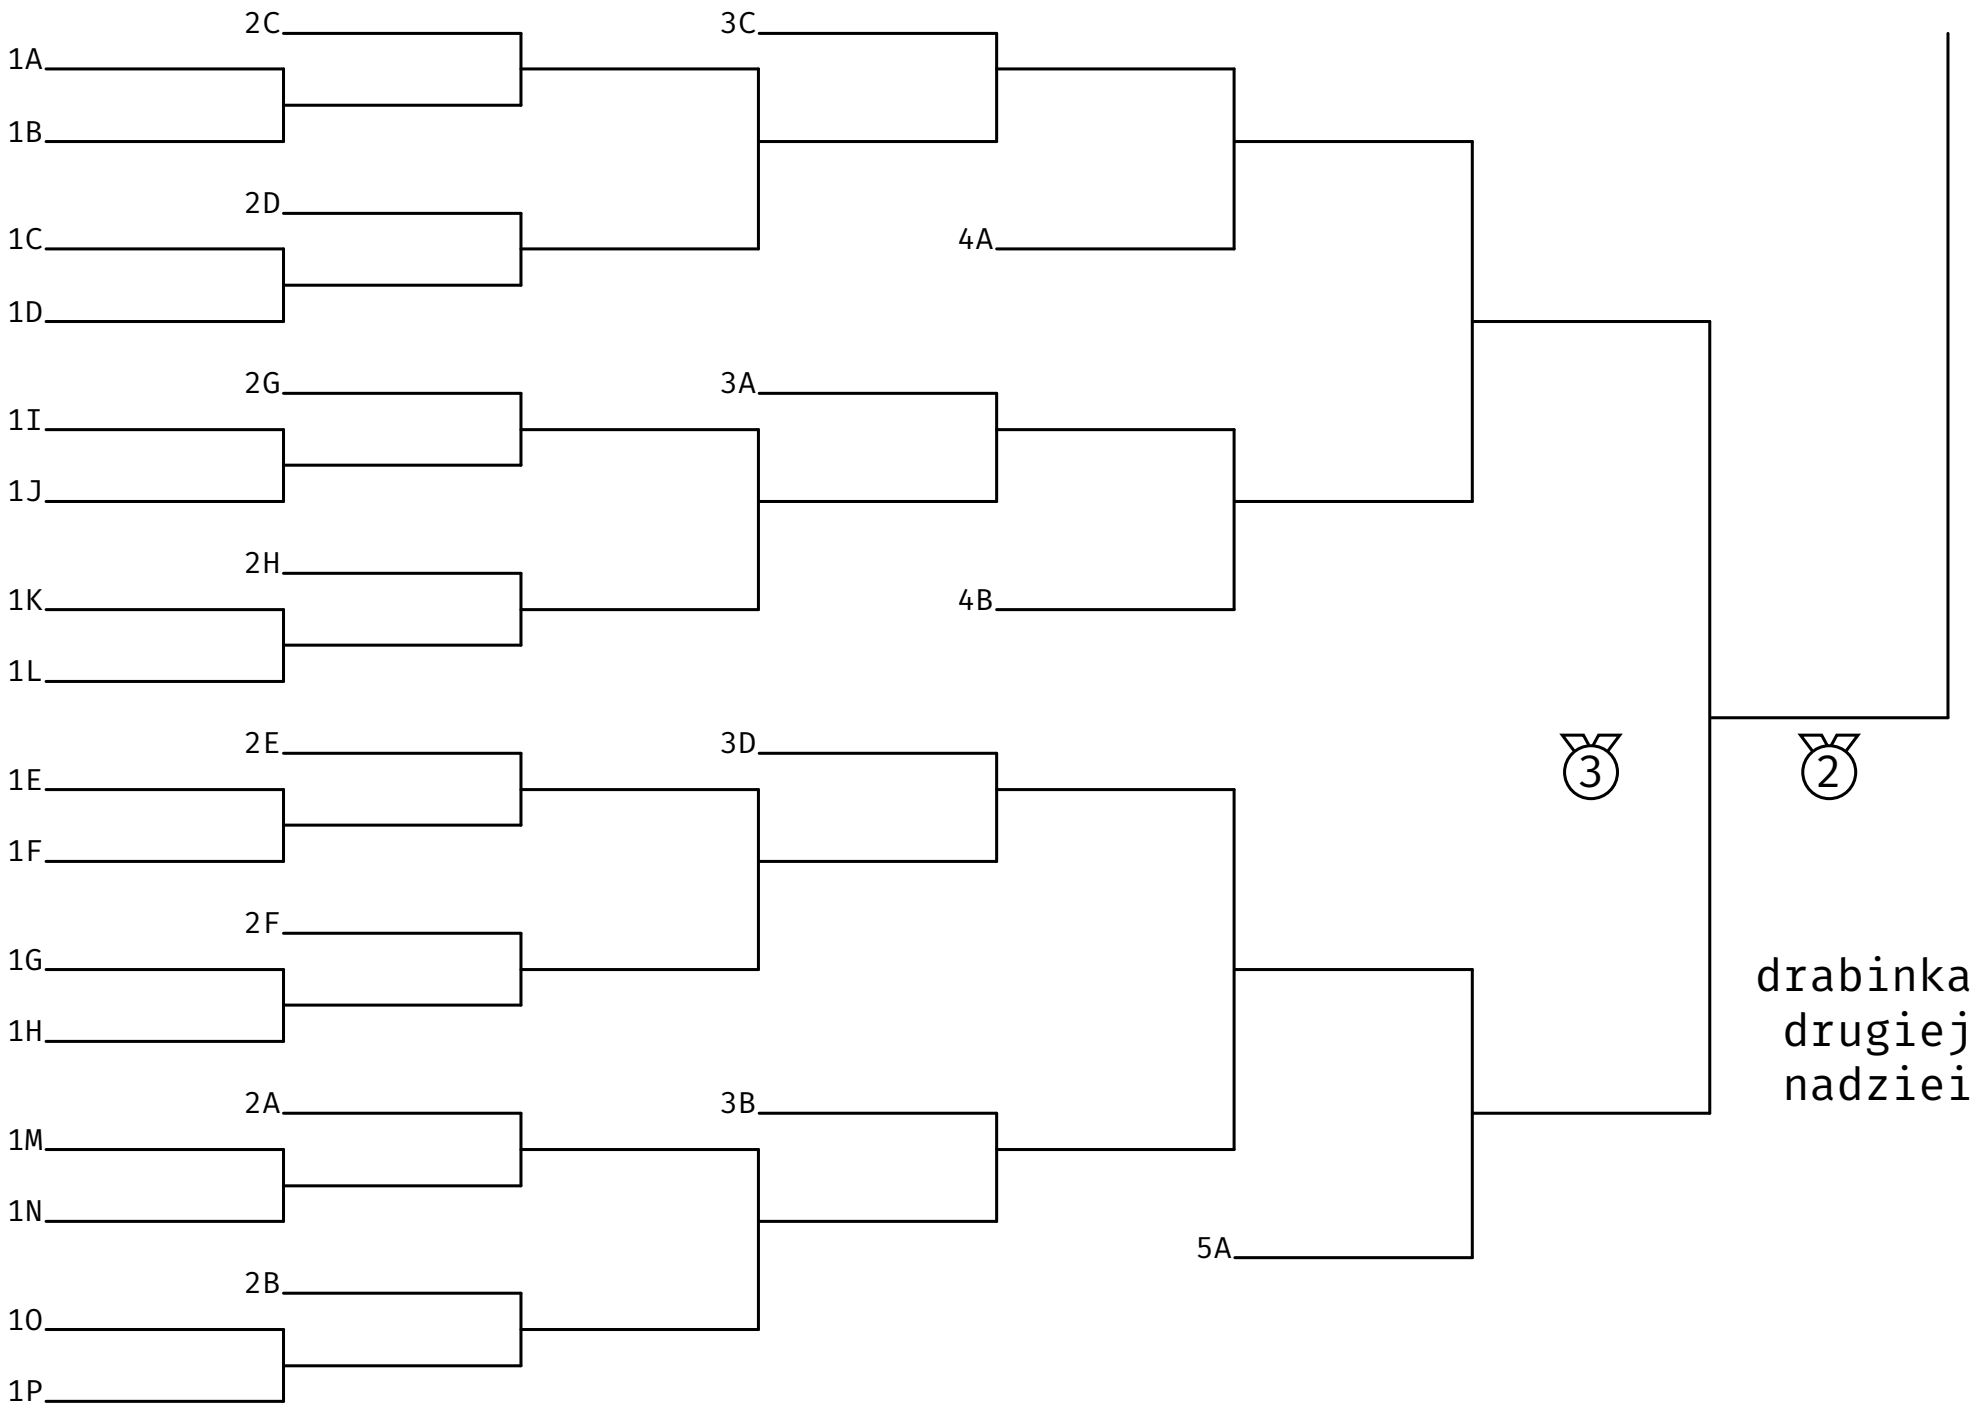 2C
3C
1A
1B
2D
1C
4A
1D
2G
3A
1I
1J
2H
1K
4B
1L
2E
3D
3
2
1E
1F
2F
1G
drabinka
1H
drugiej
nadziei
2A
3B
1M
1N
5A
2B
1O
1P